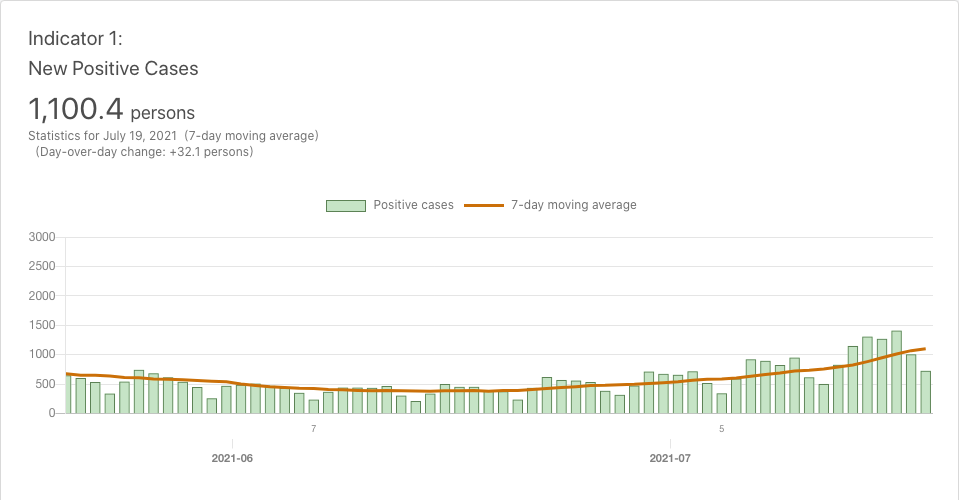 Indicator 1:
New Positive Cases
1,100.4 persons
Statistics for July 19, 2021 (7-day moving average)
(Day-over-day change: +32.1 persons)
Positive cases 7-day moving average
3000
2500
2000
1500
1000
500
0
7 5
2021-06 2021-07